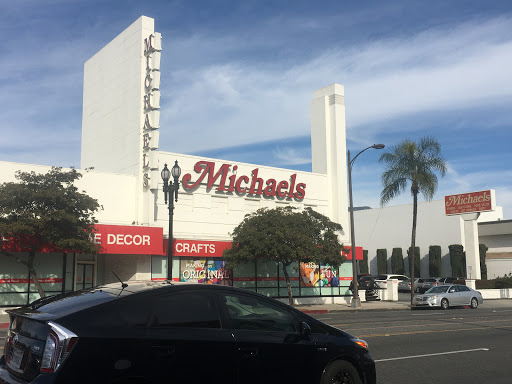 MICHAELS
Michaels
E DECOR
CRAFTS
ORIGINAL
FUN
Michaels